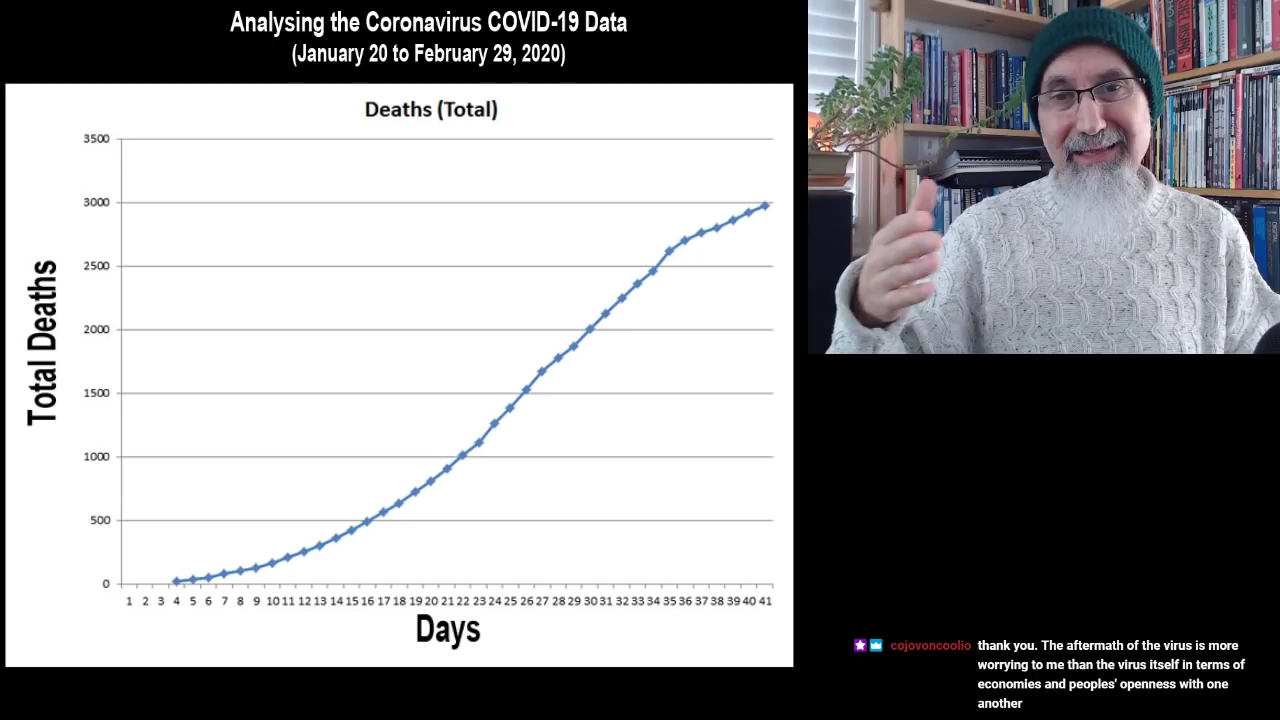 Analysing the Coronavirus COVID-19 Data
(January 20 to February 29, 2020)
Deaths (Total)
3500
3000
2500
2000
1500
1000
500
0
Total Deaths
1 2 3 4 5 6 7 8 9 10 11 12 13 14 15 16 17 18 19 20 21 22 23 24 25 26 27 28 29 30 31 32 33 34 35 36 37 38 39 40 41
Days
cojovoncoolio thank you. The aftermath of the virus is more
worrying to me than the virus itself in terms of
economies and peoples' openness with one
another